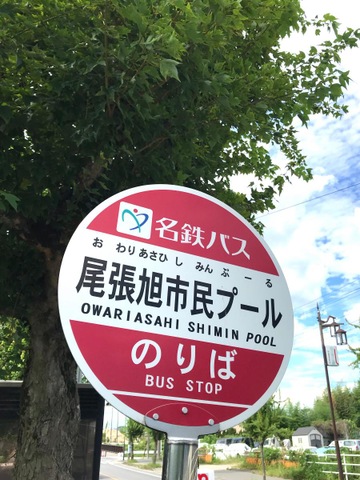 名鉄バス
おわりあさひしみんぷーる
尾張旭市民プール
OWARIASAHI SHIMIN POOL
のりば
BUS STOP